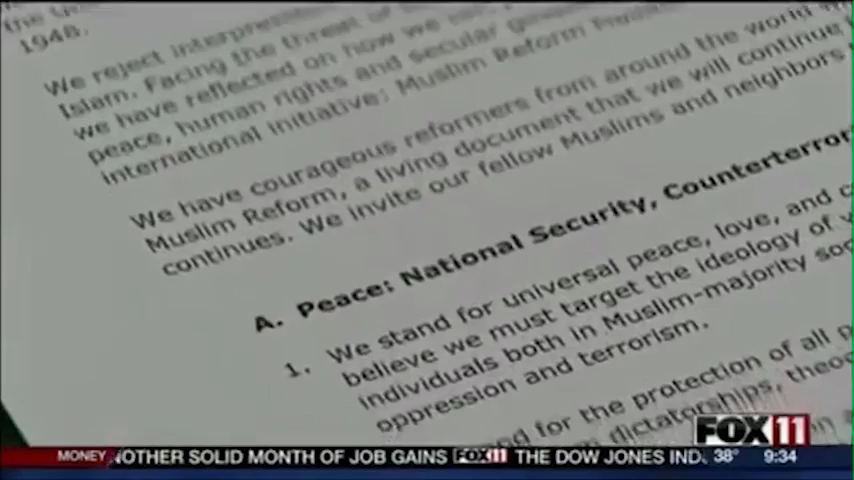 1948.
We reject
Islam. Facing the threat of
we have reflected on how we
peace, human rights and secular
international initiative: Muslim Reform
We have courageous reformers from around the world
Muslim Reform, a living document that we will continue
continues. We invite our fellow Muslims and neighbors
A. Peace: National Security, Counterterror
1. We stand for universal peace, love, and
believe we must target the ideology of
individuals both in Muslim-majority
oppression and terrorism.
for the protection of all
dictatorships,
FOX 11
MONEY NOTHER SOLID MONTH OF JOB GAINS FOX11 THE DOW JONES IND. 38° 9:34